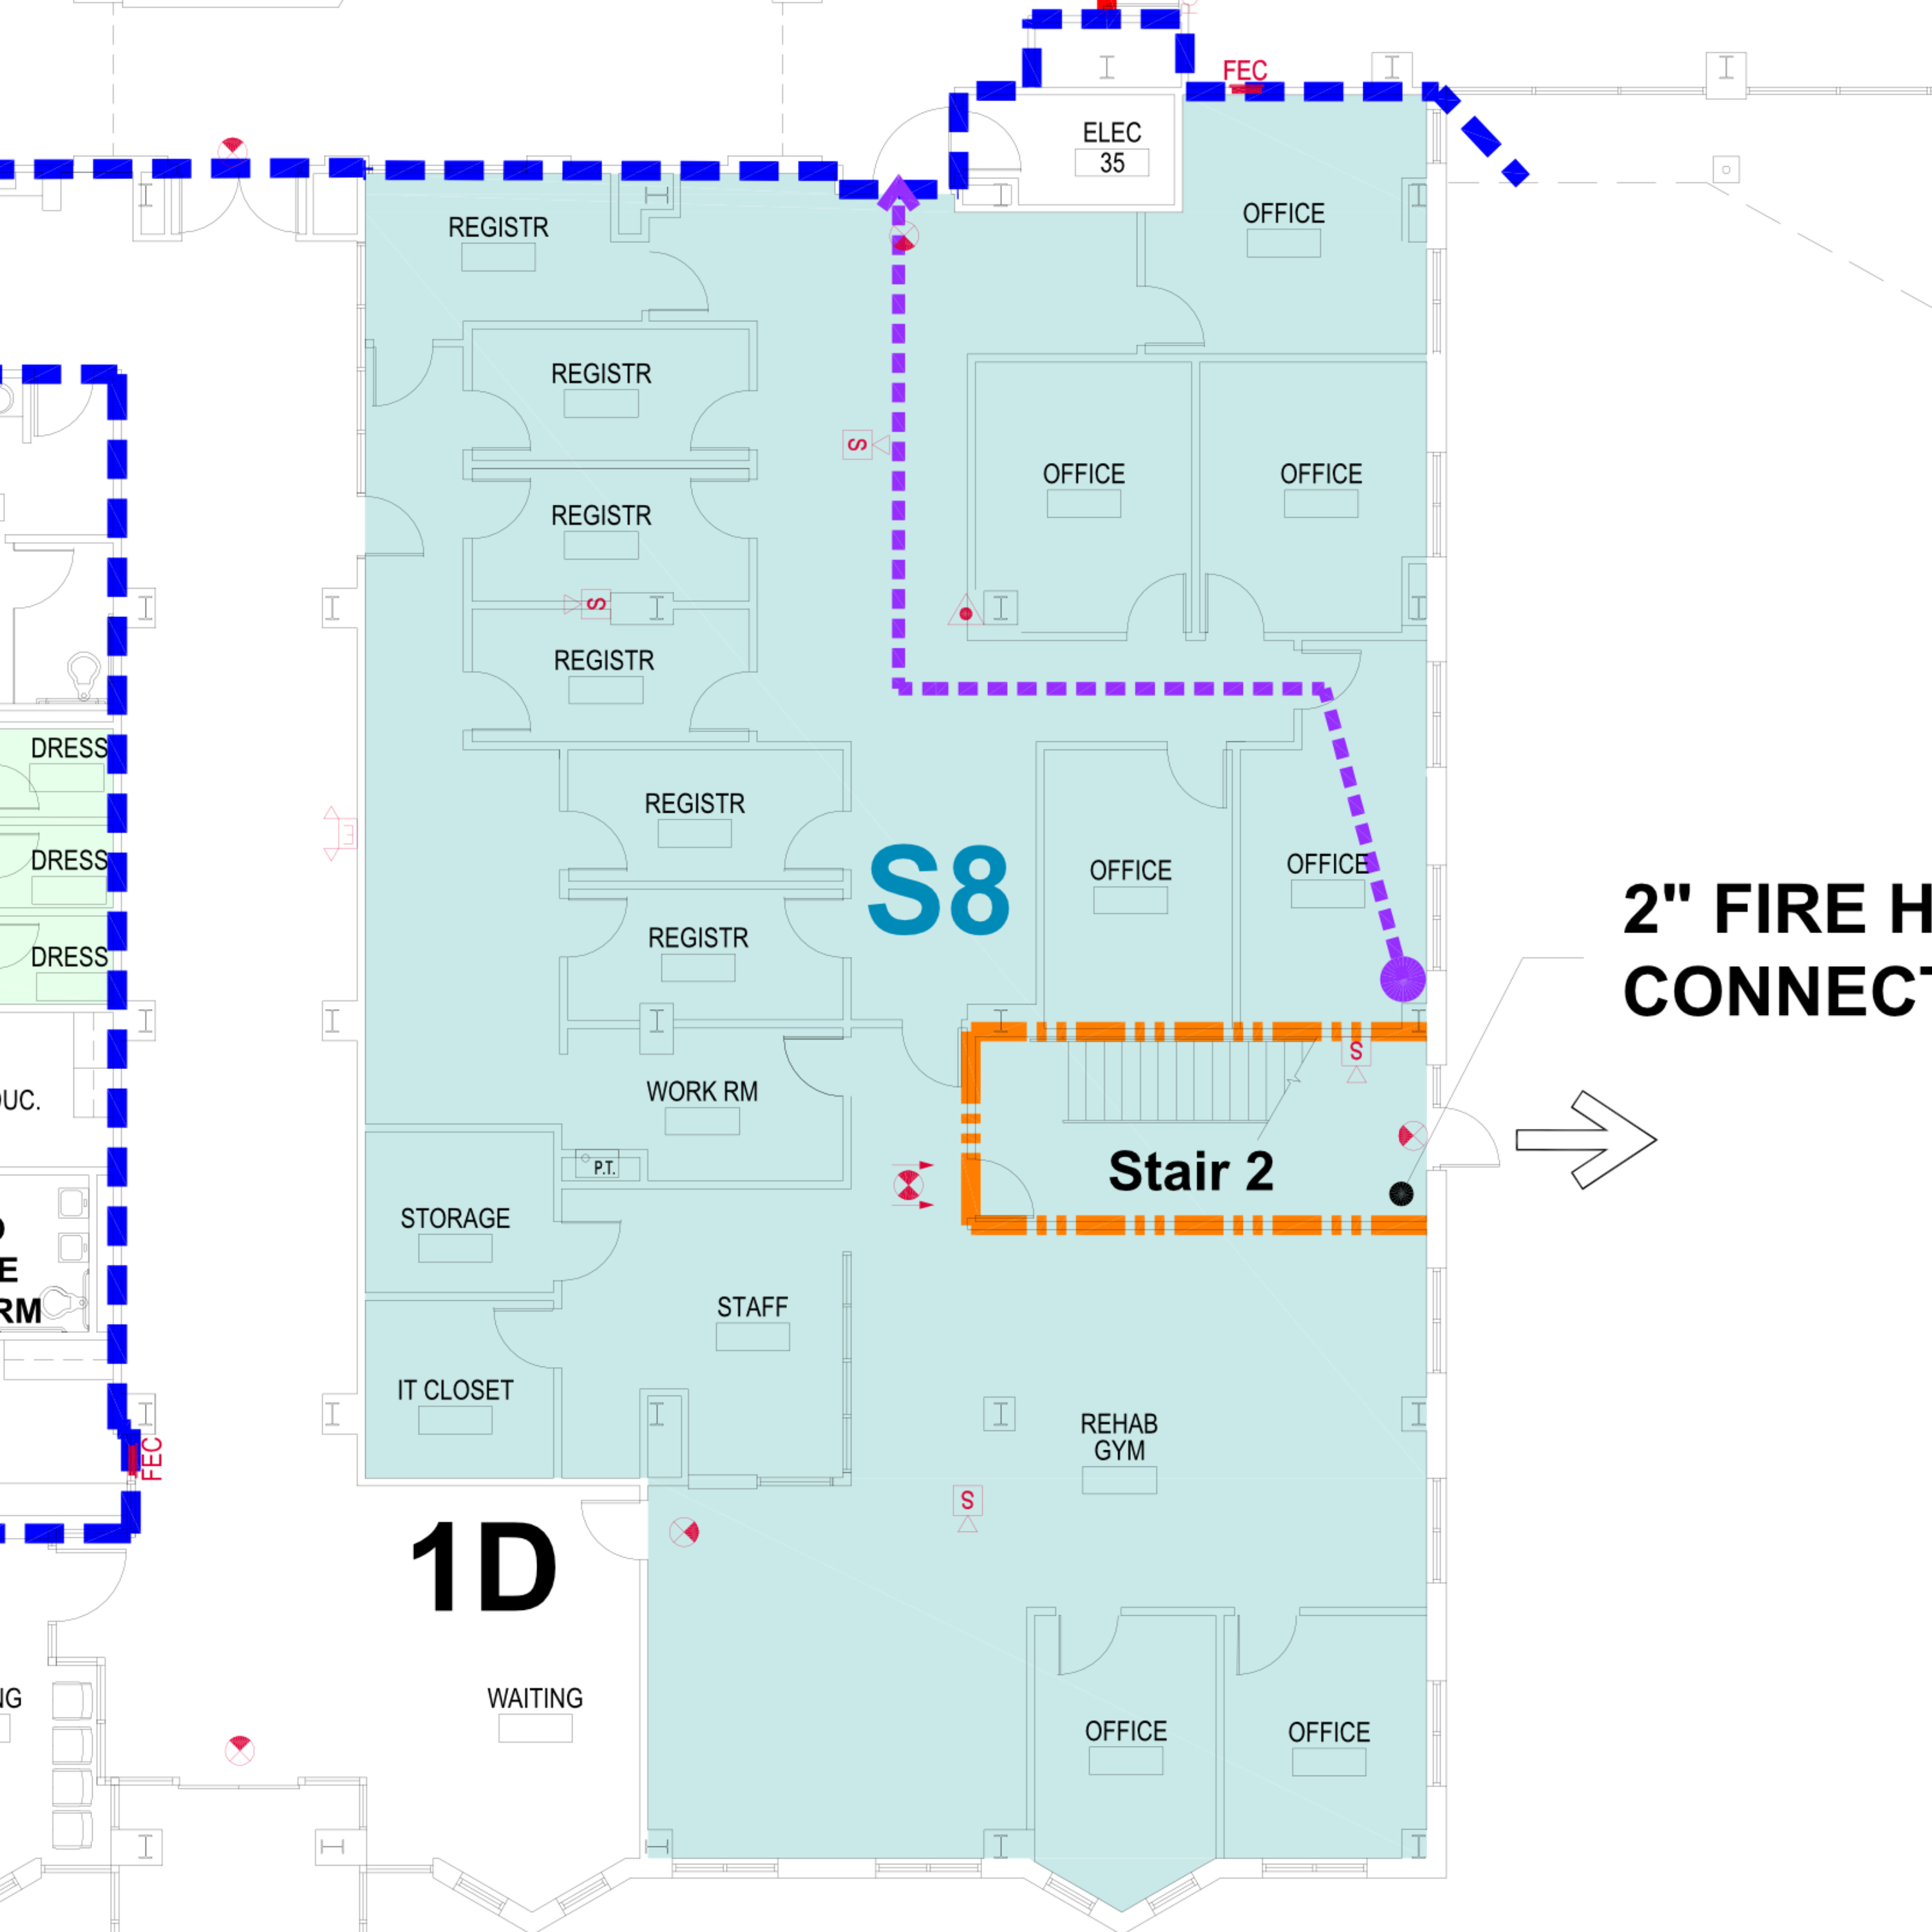 FEC
ELEC
35
REGISTR
OFFICE
REGISTR
S
OFFICE
OFFICE
REGISTR
S
REGISTR
DRESS
REGISTR
E
S8
DRESS
OFFICE
OFFICE
2" FIRE H
CONNECT
REGISTR
DRESS
S
WORK RM
UC.
P.T.
Stair 2
STORAGE
E
RM
STAFF
IT CLOSET
REHAB
GYM
FEC
S
1D
WAITING
NG
OFFICE
OFFICE